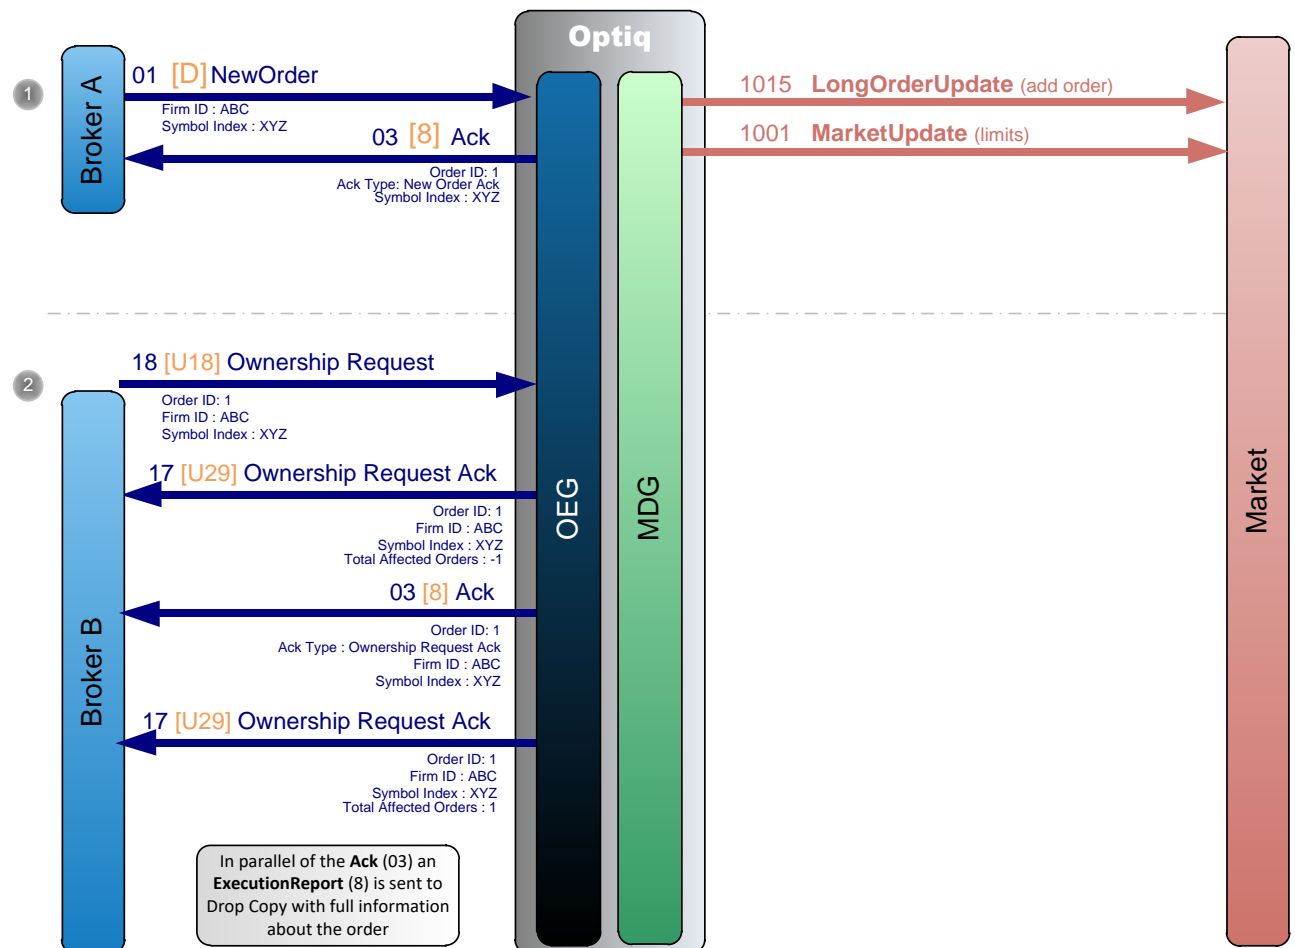 Optiq
1
Broker A
01 [D] NewOrder
Firm ID : ABC
Symbol Index : XYZ
03 [8] Ack
Order ID: 1
Ack Type: New Order Ack
Symbol Index : XYZ
1015 LongOrderUpdate (add order)
1001 MarketUpdate (limits)
2
Broker B
18 [U18] Ownership Request
Order ID: 1
Firm ID : ABC
Symbol Index : XYZ
17 [U29] Ownership Request Ack
Order ID: 1
Firm ID : ABC
Symbol Index : XYZ
Total Affected Orders : -1
03 [8] Ack
Order ID: 1
Ack Type : Ownership Request Ack
Firm ID : ABC
Symbol Index : XYZ
17 [U29] Ownership Request Ack
Order ID: 1
Firm ID : ABC
Symbol Index : XYZ
Total Affected Orders : 1
OEG
MDG
Market
In parallel of the Ack (03) an
ExecutionReport (8) is sent to
Drop Copy with full information
about the order